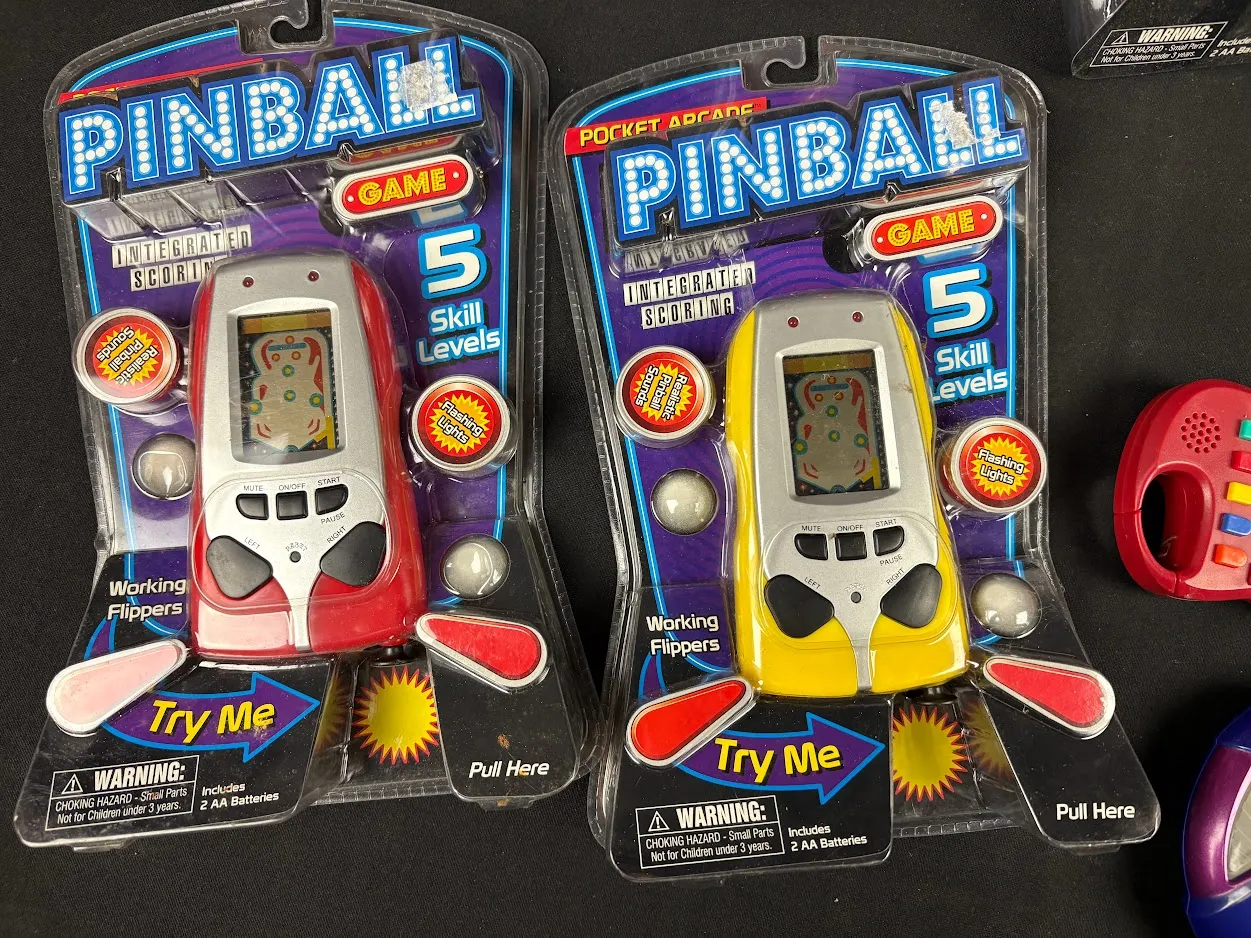 PINBALL
GAME
INTEGRATED
SCORING
5
Skill
Levels
Realistic
Pinball
Sounds
Flashing
Lights
MUTE ON/OFF START
PAUSE
LEFT RIGHT
Working
Flippers
Try Me
WARNING:
CHOKING HAZARD - Small Parts
Not for Children under 3 years.
Includes
2 AA Batteries
Pull Here
POCKET ARCADE™
PINBALL
GAME
INTEGRATED
SCORING
5
Skill
Levels
Realistic
Pinball
Sounds
Flashing
Lights
MUTE ON/OFF START
PAUSE
LEFT RIGHT
Working
Flippers
Try Me
WARNING:
CHOKING HAZARD - Small Parts
Not for Children under 3 years.
Includes
2 AA Batteries
Pull Here
WARNING:
CHOKING HAZARD - Small Parts
Not for Children under 3 years.
2 AA